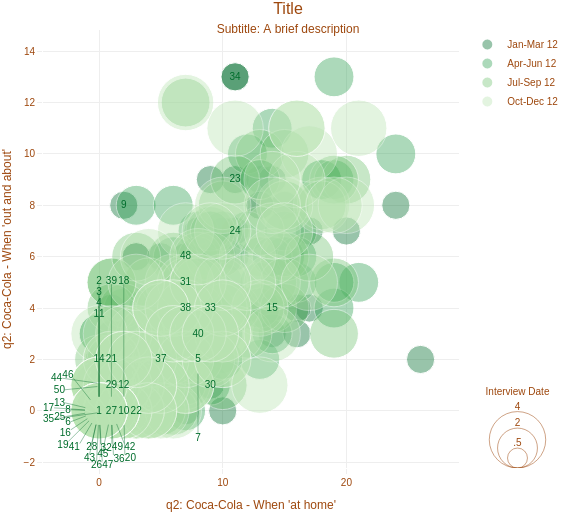 Title
Subtitle: A brief description
Jan-Mar 12
Apr-Jun 12
Jul-Sep 12
Oct-Dec 12
q2: Coca-Cola - When 'out and about'
14
12
10
8
6
4
2
0
−2
34
23
9
24
48
2 39 18
31
3
4
38 33 15
11
40
14 21 37 5
44 46
29 12 30
50
13
17 8
1 27 10 22
35 25
6
16
7
19 41 28 32 49 42
43 45 36 20
26 47
0 10 20
q2: Coca-Cola - When 'at home'
Interview Date
4
2
.5